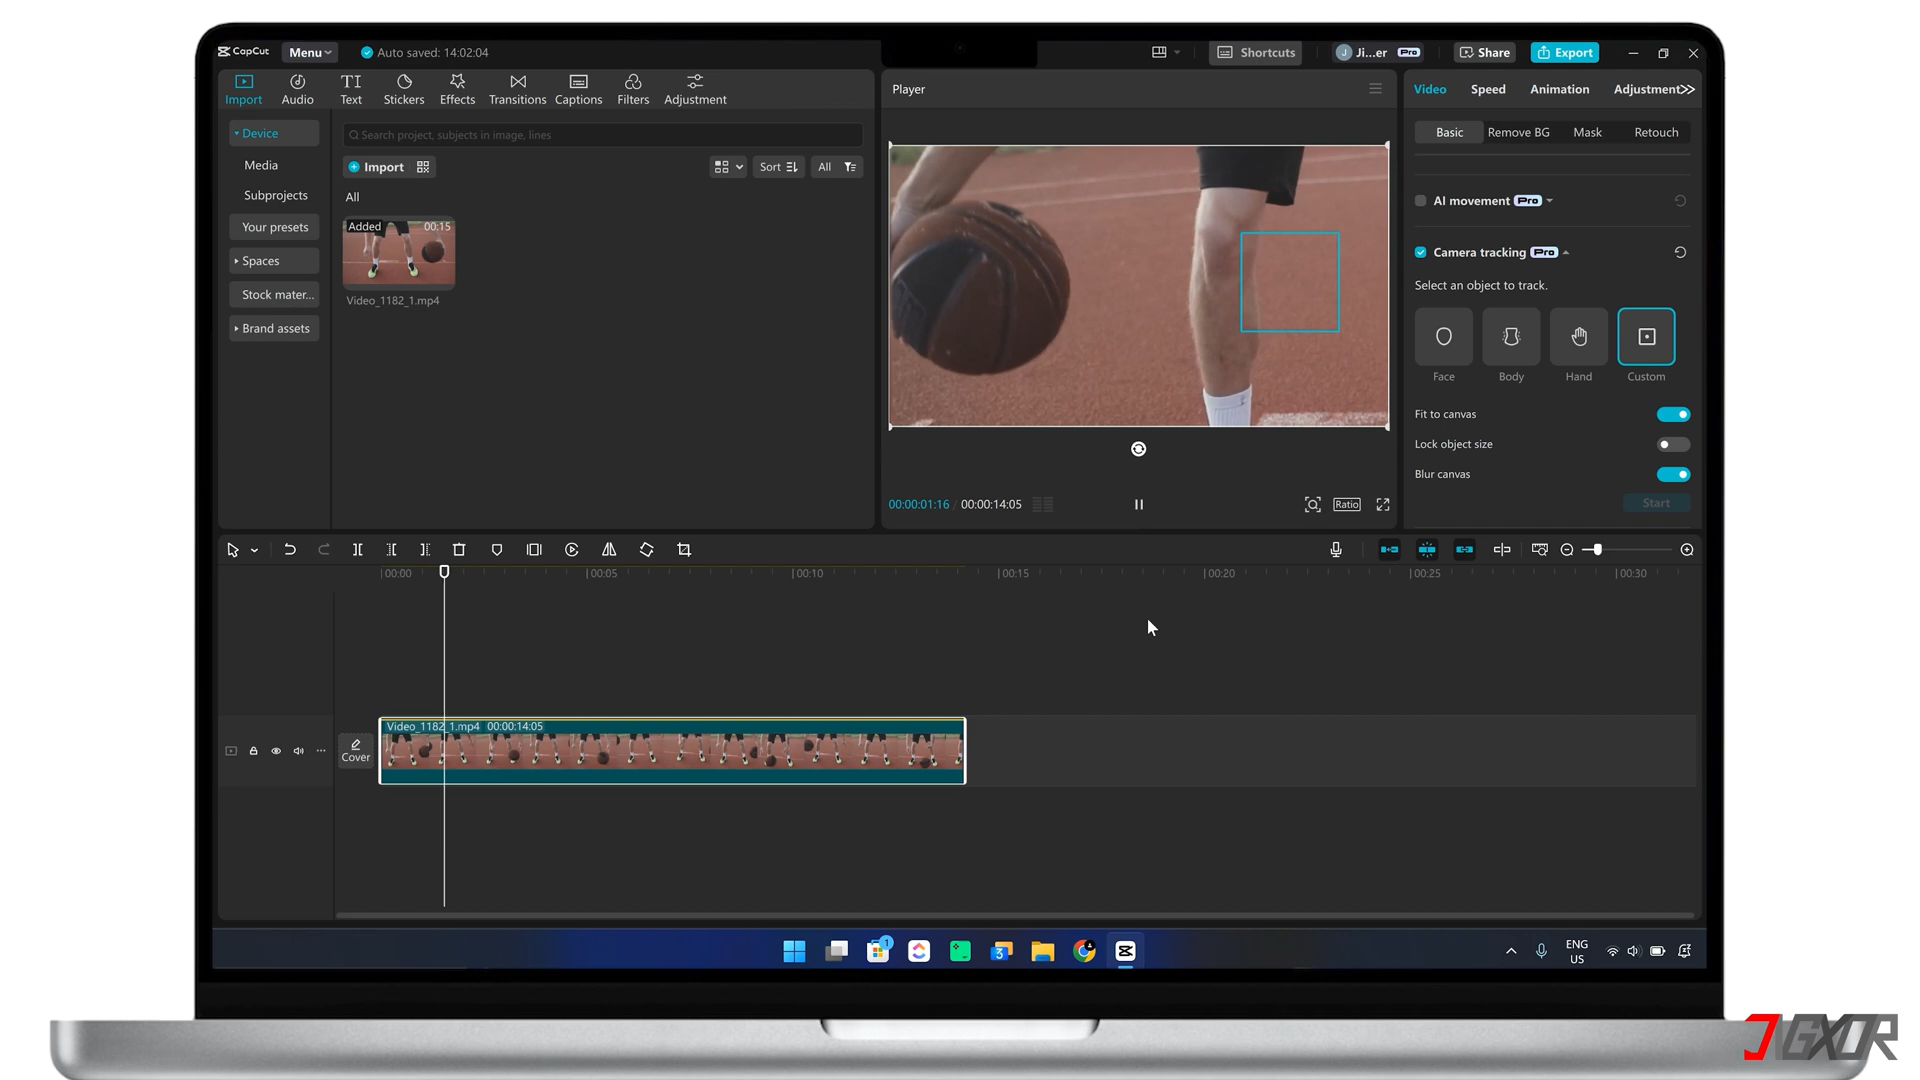 CapCut Menu Auto saved: 14:02:04 Shortcuts Ji...er Pro Share Export
Import Audio Text Stickers Effects Transitions Captions Filters Adjustment
Player
Video Speed Animation Adjustment
Basic Remove BG Mask Retouch
Device
Media
Subprojects
Your presets
Spaces
Stock mater...
Brand assets
Search project, subjects in image, lines
Import Sort All
All
Added 00:15
Video_1182_1.mp4
00:00:01:16 / 00:00:14:05 Ratio
AI movement Pro
Camera tracking Pro
Select an object to track.
Face Body Hand Custom
Fit to canvas
Lock object size
Blur canvas
Start
00:00 00:05 00:10 00:15 00:20 00:25 00:30
Cover
Video_1182_1.mp4 00:00:14:05
1
3
ENG
US
JGXOR